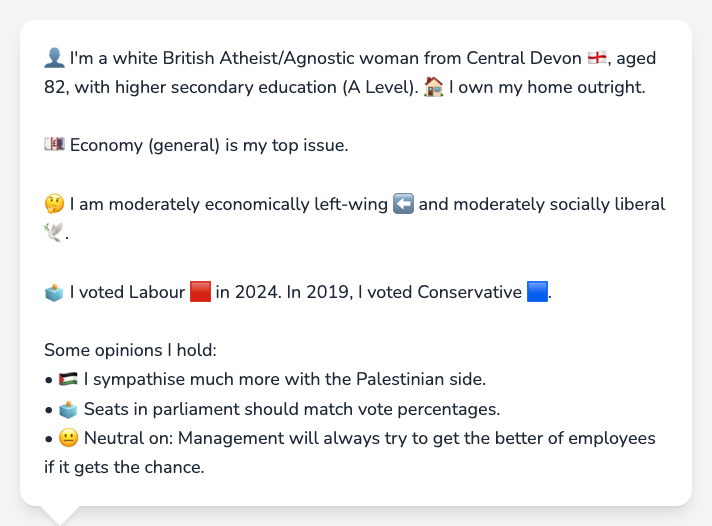 👤 I'm a white British Atheist/Agnostic woman from Central Devon 🏴󠁧󠁢󠁥󠁮󠁧󠁿, aged
82, with higher secondary education (A Level). 🏠 I own my home outright.
💷 Economy (general) is my top issue.
🤔 I am moderately economically left-wing ⬅️ and moderately socially liberal
🕊️.
🗳️ I voted Labour 🟥 in 2024. In 2019, I voted Conservative 🟦.
Some opinions I hold:
• 🇵🇸 I sympathise much more with the Palestinian side.
• 🗳️ Seats in parliament should match vote percentages.
• 😐 Neutral on: Management will always try to get the better of employees
if it gets the chance.